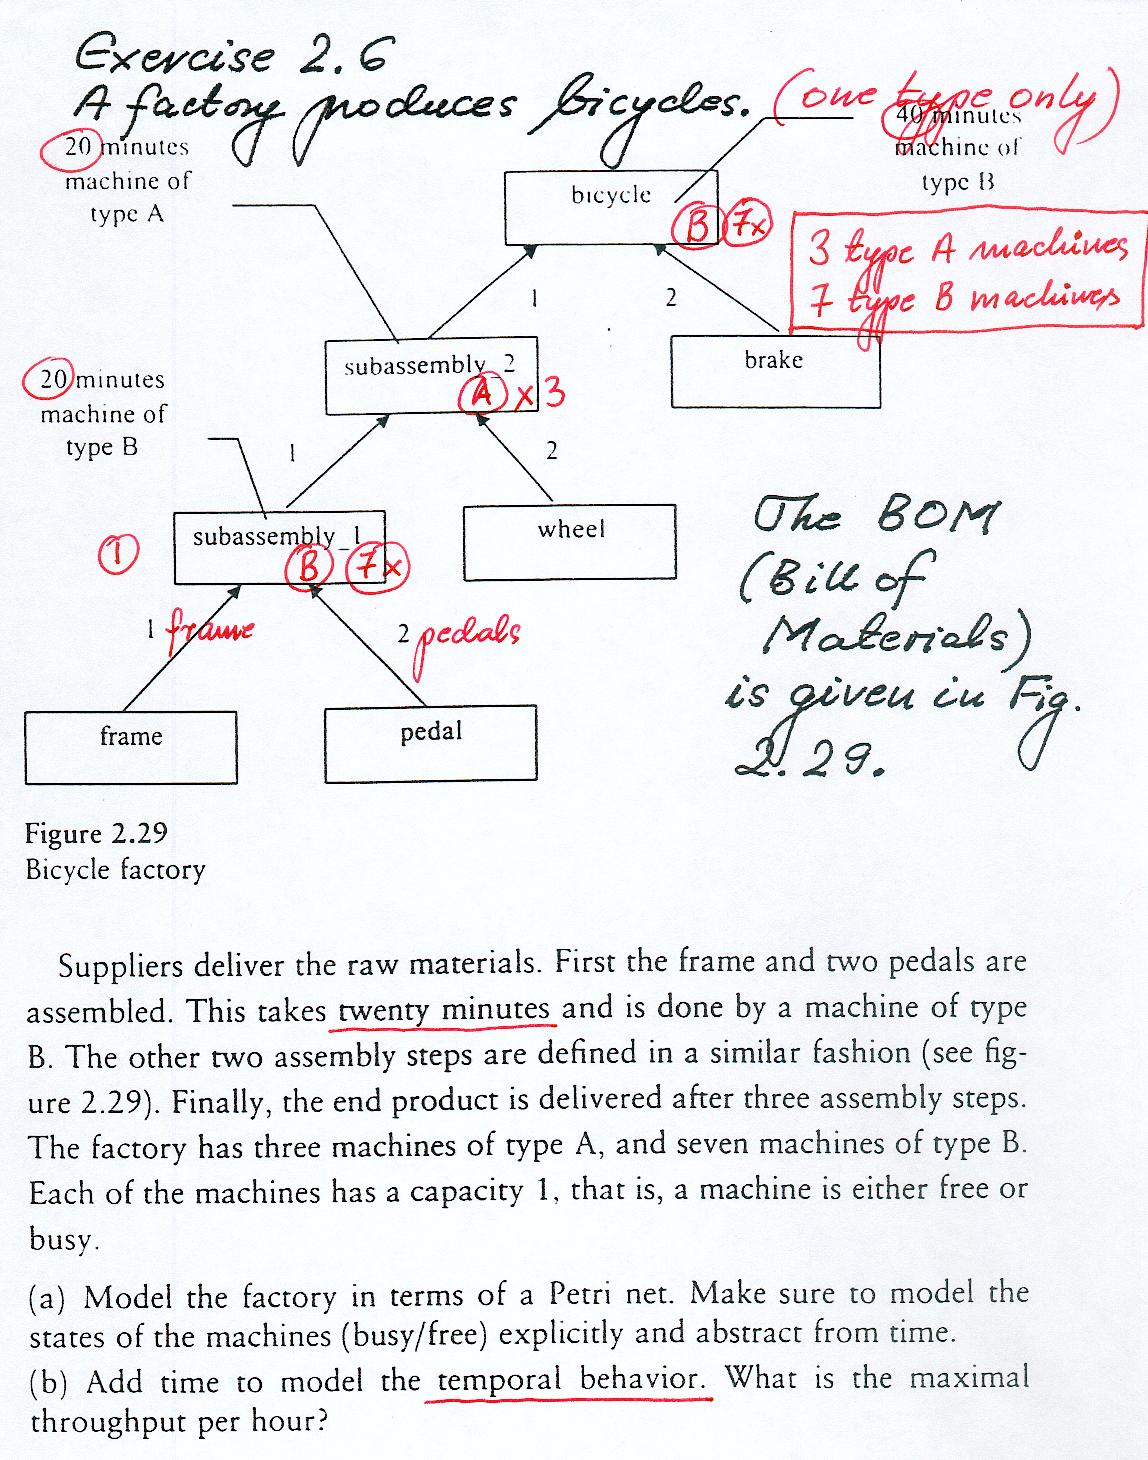 Exercise 2.6
A factory produces bicycles. (one type only)
20 minutes
machine of
type A
40 minutes
machine of
type B
bicycle
B 7x
3 type A machines
7 type B machines
1
2
subassembly_2
A x 3
brake
20 minutes
machine of
type B
1
2
subassembly_1
B 7x
1
wheel
The BOM
(Bill of
Materials)
is given in Fig.
2.29.
1 frame
2 pedals
frame
pedal
Figure 2.29
Bicycle factory
Suppliers deliver the raw materials. First the frame and two pedals are
assembled. This takes twenty minutes and is done by a machine of type
B. The other two assembly steps are defined in a similar fashion (see fig-
ure 2.29). Finally, the end product is delivered after three assembly steps.
The factory has three machines of type A, and seven machines of type B.
Each of the machines has a capacity 1, that is, a machine is either free or
busy.
(a) Model the factory in terms of a Petri net. Make sure to model the
states of the machines (busy/free) explicitly and abstract from time.
(b) Add time to model the temporal behavior. What is the maximal
throughput per hour?